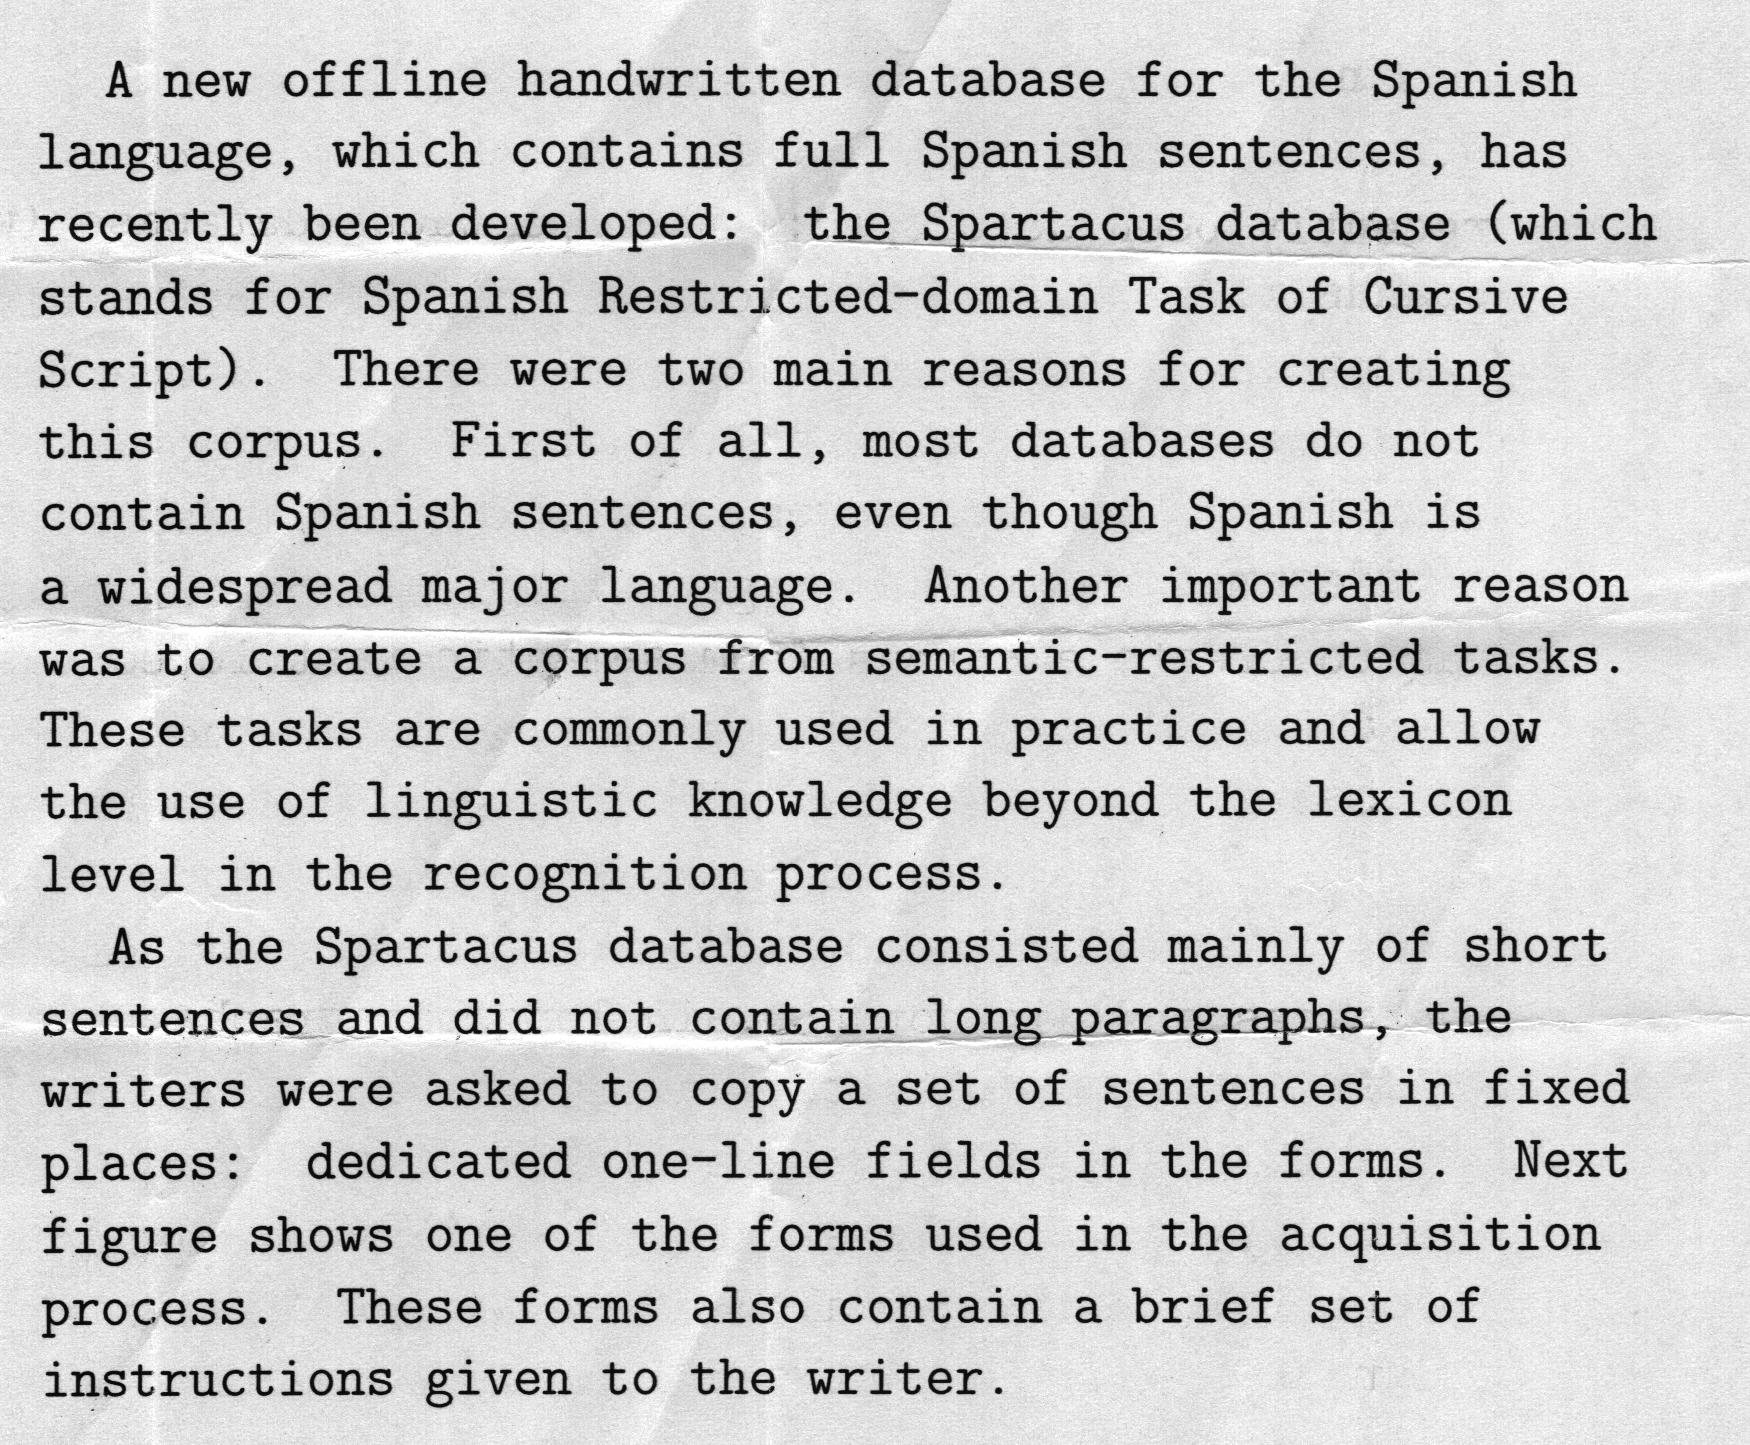 A new offline handwritten database for the Spanish
language, which contains full Spanish sentences, has
recently been developed: the Spartacus database (which
stands for Spanish Restricted-domain Task of Cursive
Script). There were two main reasons for creating
this corpus. First of all, most databases do not
contain Spanish sentences, even though Spanish is
a widespread major language. Another important reason
was to create a corpus from semantic-restricted tasks.
These tasks are commonly used in practice and allow
the use of linguistic knowledge beyond the lexicon
level in the recognition process.
As the Spartacus database consisted mainly of short
sentences and did not contain long paragraphs, the
writers were asked to copy a set of sentences in fixed
places: dedicated one-line fields in the forms. Next
figure shows one of the forms used in the acquisition
process. These forms also contain a brief set of
instructions given to the writer.